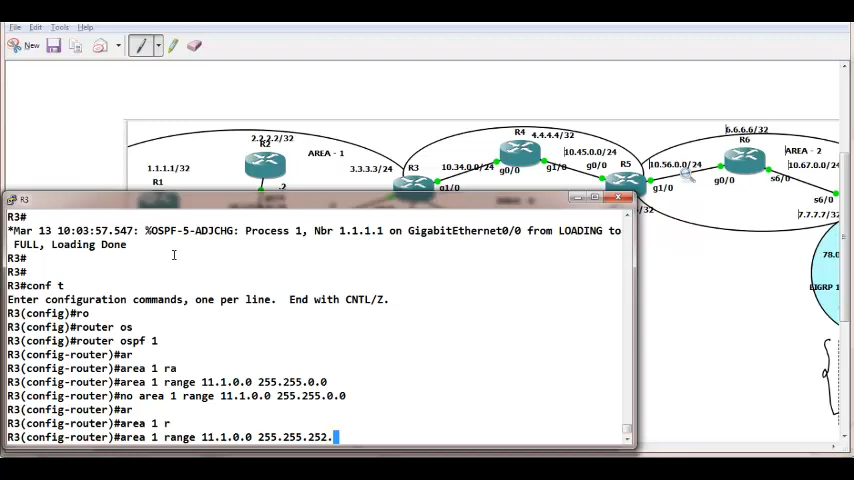 File Edit Tools Help
New
6.6.6.6/32
R4
4.4.4.4/32
2.2.2.2/32
R2
AREA - 1
10.45.0.0/24
R6
AREA - 2
1.1.1.1/32
3.3.3.3/24
R3
10.34.0.0/24
g0/0
g1/0
g0/0
R5
10.56.0.0/24
10.67.0.0/24
R1
.2
g1/0
g1/0
g0/0
s6/0
s6/0
R3
/32
7.7.7.7/32
78.0
EIGRP 1
R3#
*Mar 13 10:03:57.547: %OSPF-5-ADJCHG: Process 1, Nbr 1.1.1.1 on GigabitEthernet0/0 from LOADING to
FULL, Loading Done
R3#
R3#
R3#conf t
Enter configuration commands, one per line.  End with CNTL/Z.
R3(config)#ro
R3(config)#router os
R3(config)#router ospf 1
R3(config-router)#ar
R3(config-router)#area 1 ra
R3(config-router)#area 1 range 11.1.0.0 255.255.0.0
R3(config-router)#no area 1 range 11.1.0.0 255.255.0.0
R3(config-router)#ar
R3(config-router)#area 1 r
R3(config-router)#area 1 range 11.1.0.0 255.255.252.